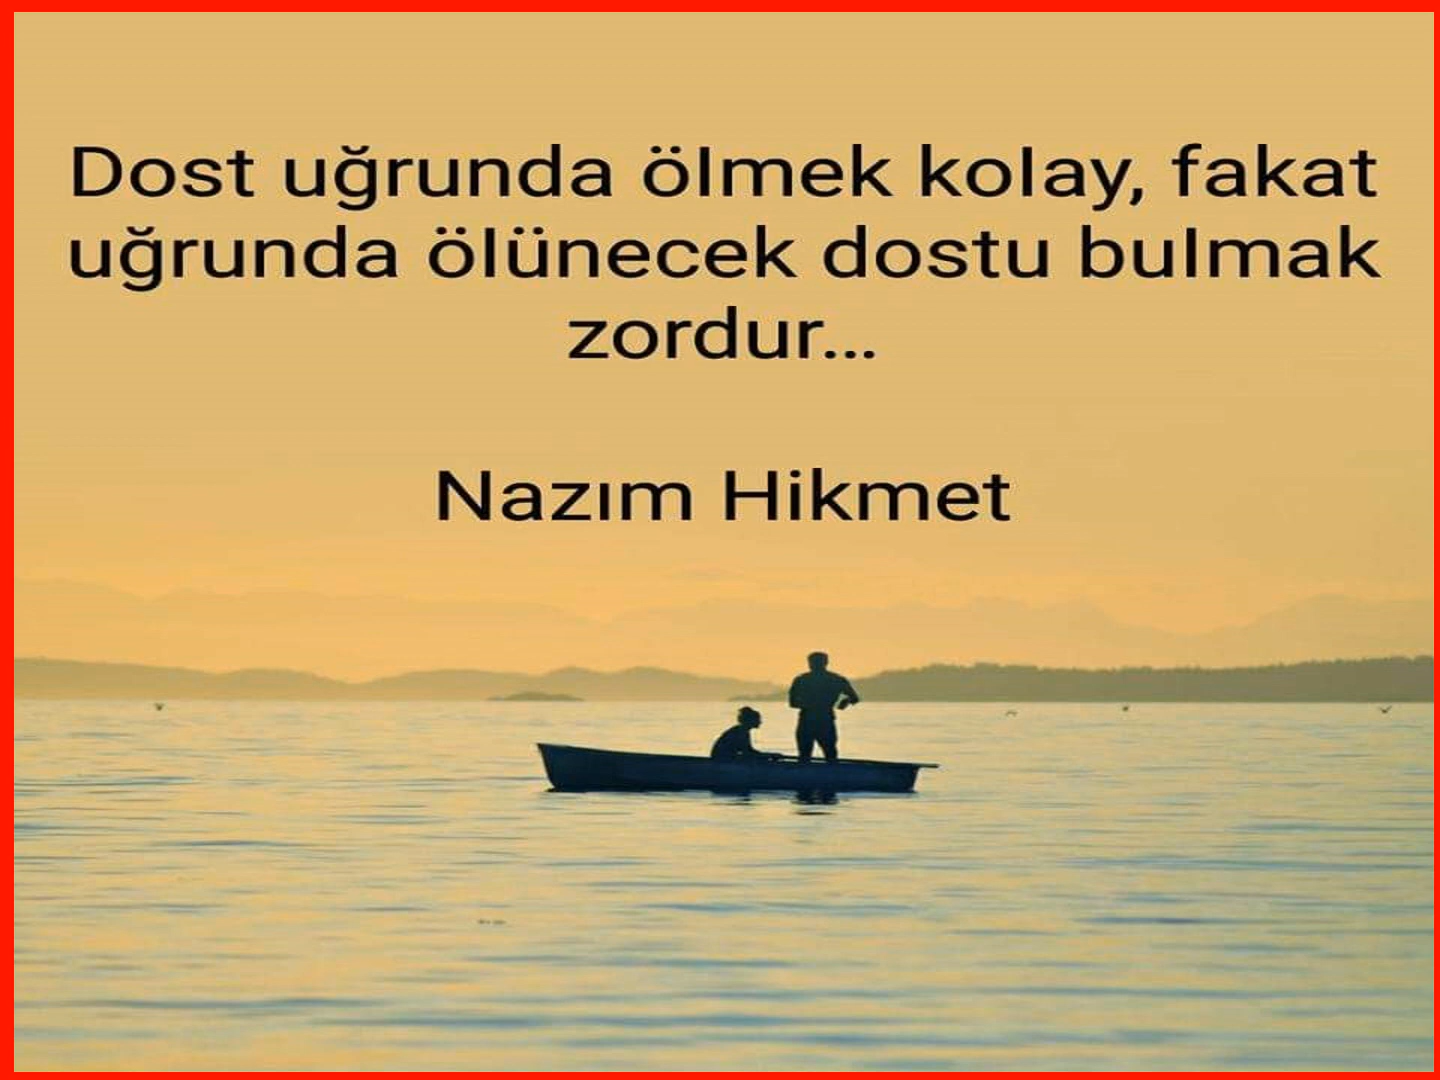 Dost uğrunda ölmek kolay, fakat
uğrunda ölünecek dostu bulmak
zordur...
Nazım Hikmet